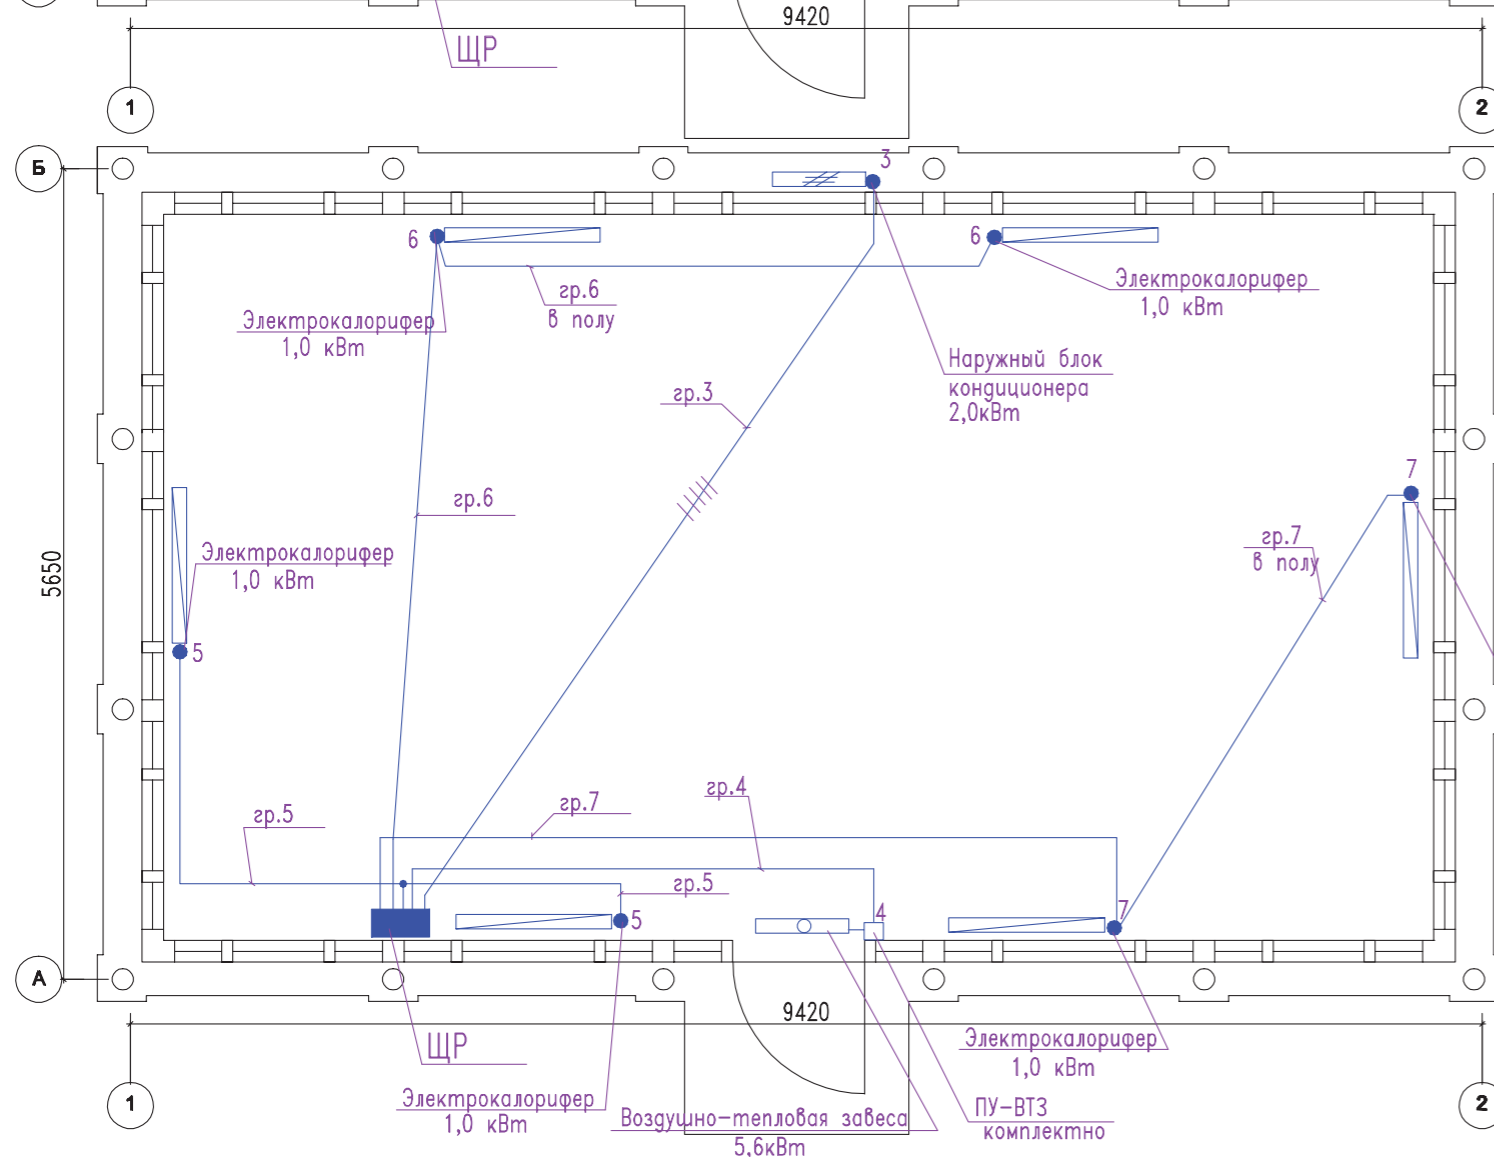 9420
ЩР
1
2
Б
3
6
6
Электрокалорифер
1,0 кВт
гр.6
в полу
Электрокалорифер
1,0 кВт
Наружный блок
кондиционера
2,0кВт
гр.3
7
гр.6
гр.7
в полу
Электрокалорифер
1,0 кВт
5650
5
гр.4
гр.7
гр.5
гр.5
5
4
7
А
9420
ЩР
Электрокалорифер
1,0 кВт
Электрокалорифер
1,0 кВт
Воздушно-тепловая завеса
5,6кВт
ПУ-ВТЗ
комплектно
1
2